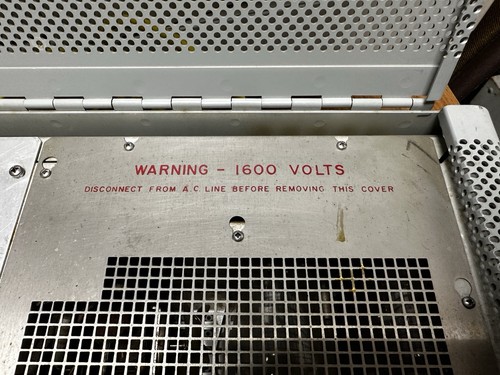 WARNING - 1600 VOLTS
DISCONNECT FROM A.C. LINE BEFORE REMOVING THIS COVER